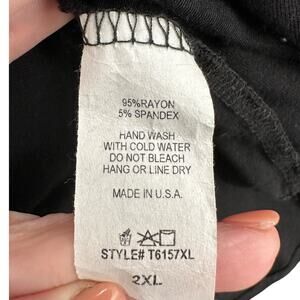 95%RAYON
5% SPANDEX
HAND WASH
WITH COLD WATER
DO NOT BLEACH
HANG OR LINE DRY
MADE IN U.S.A.
STYLE# T6157XL
2XL